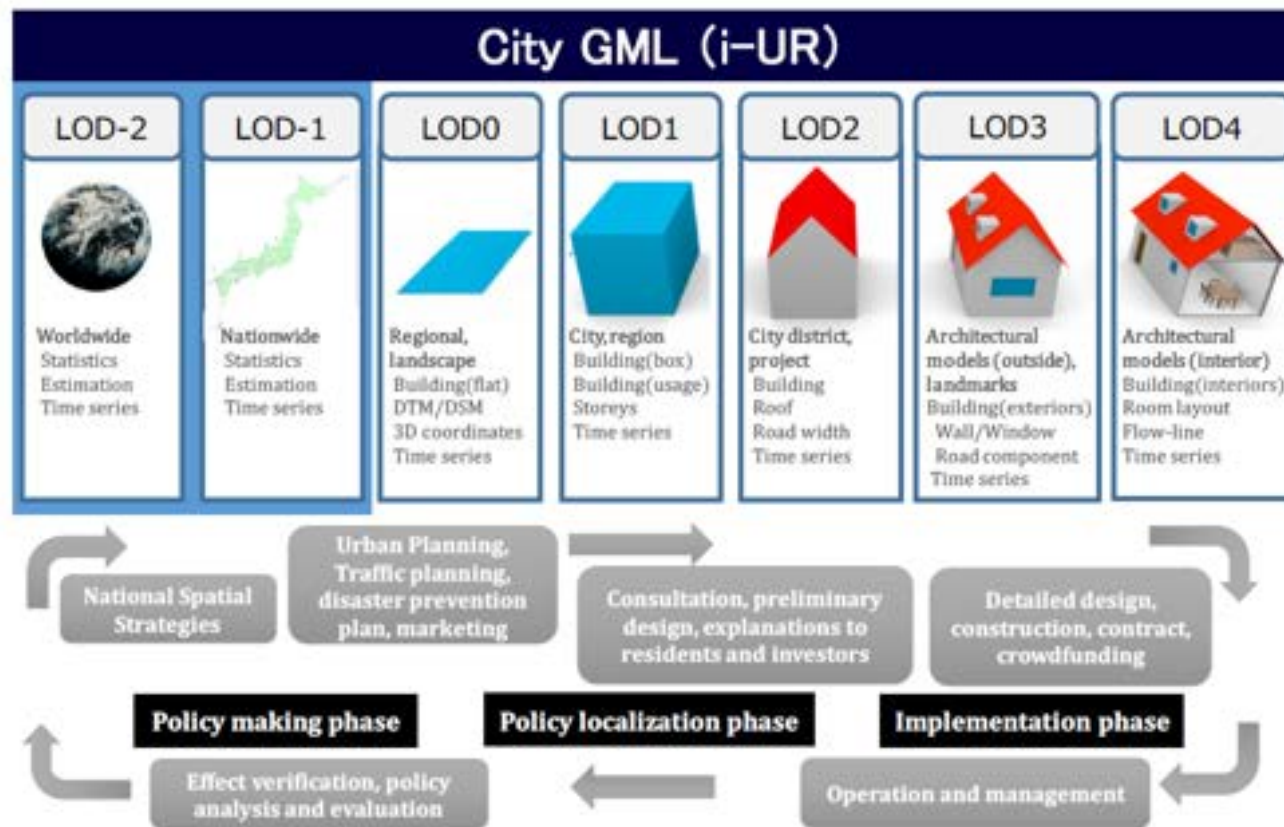 City GML (i-UR)
LOD-2
LOD-1
LOD0
LOD1
LOD2
LOD3
LOD4
Worldwide
Statistics
Estimation
Time series
Nationwide
Statistics
Estimation
Time series
Regional,
landscape
Building(flat)
DTM/DSM
3D coordinates
Time series
City, region
Building(box)
Building(usage)
Storeys
Time series
City district,
project
Building
Roof
Road width
Time series
Architectural
models (outside),
landmarks
Building(exteriors)
Wall/Window
Road component
Time series
Architectural
models (interior)
Building(interiors)
Room layout
Flow-line
Time series
National Spatial
Strategies
Urban Planning,
Traffic planning,
disaster prevention
plan, marketing
Consultation, preliminary
design, explanations to
residents and investors
Detailed design,
construction, contract,
crowdfunding
Policy making phase
Policy localization phase
Implementation phase
Effect verification, policy
analysis and evaluation
Operation and management